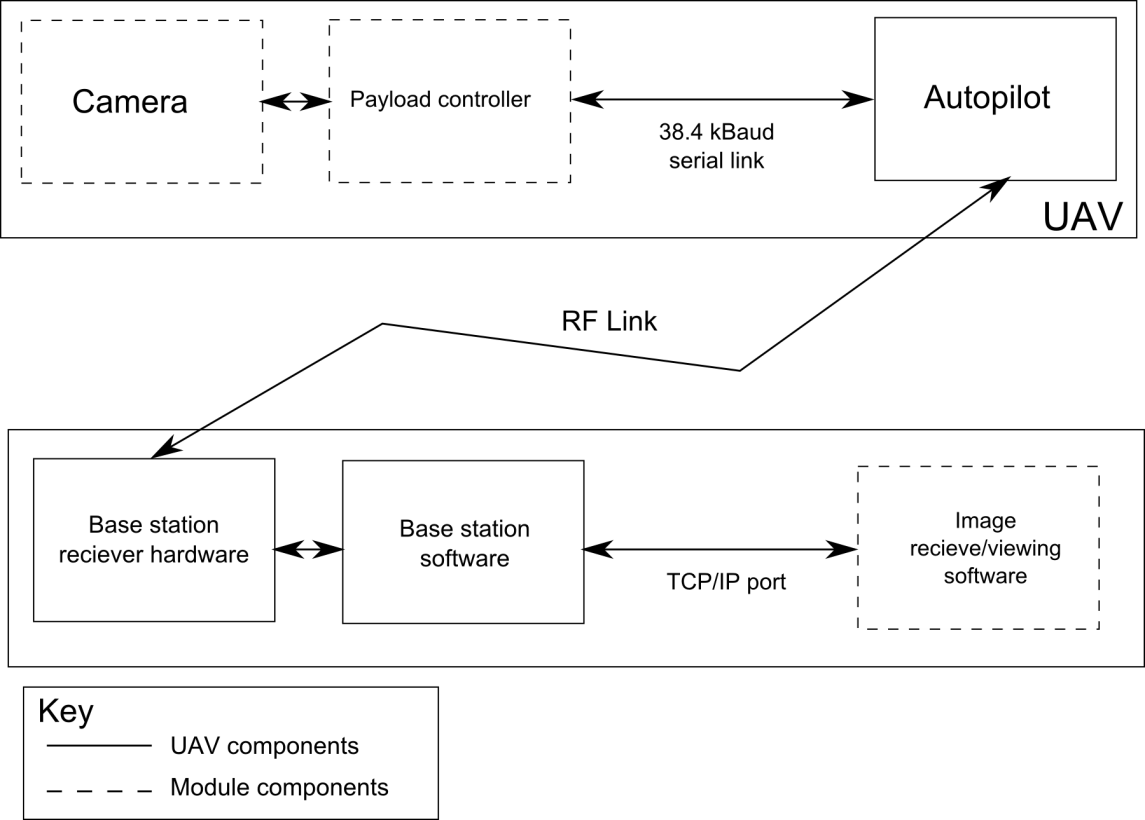 Camera
Payload controller
38.4 kBaud
serial link
Autopilot
UAV
RF Link
Base station
reciever hardware
Base station
software
TCP/IP port
Image
recieve/viewing
software
Key
UAV components
Module components